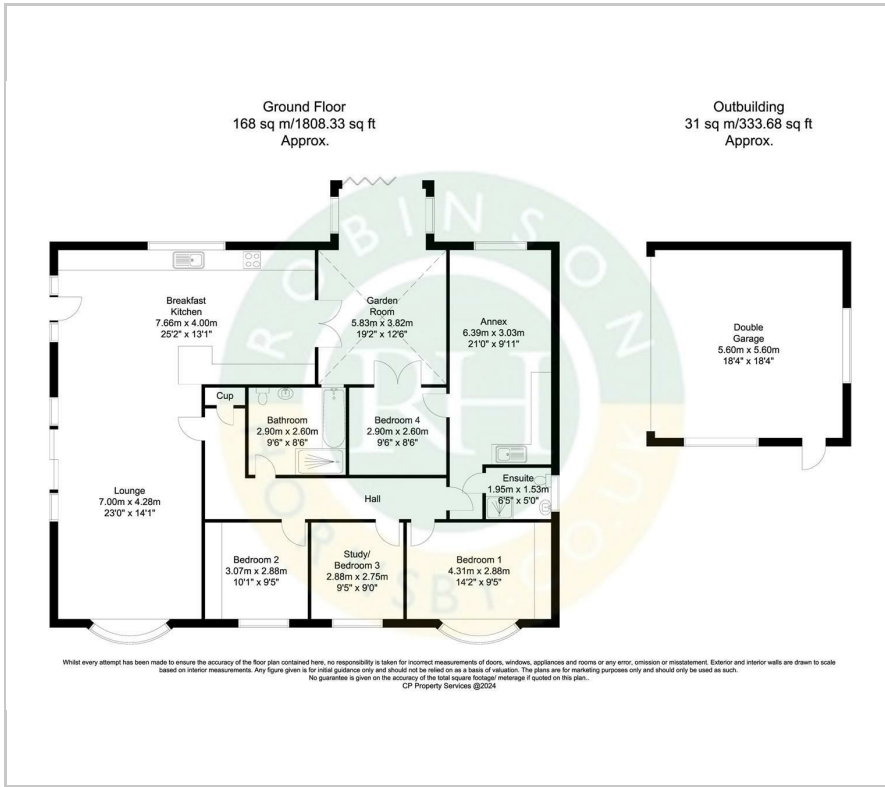 Ground Floor
168 sq m/1808.33 sq ft
Approx.
Outbuilding
31 sq m/333.68 sq ft
Approx.
Breakfast
Kitchen
7.66m x 4.00m
25'2" x 13'1"
Garden
Room
5.83m x 3.82m
19'2" x 12'6"
Annex
6.39m x 3.03m
21'0" x 9'11"
Double
Garage
5.60m x 5.60m
18'4" x 18'4"
Cup
Bathroom
2.90m x 2.60m
9'6" x 8'6"
Bedroom 4
2.90m x 2.60m
9'6" x 8'6"
Ensuite
1.95m x 1.53m
6'5" x 5'0"
Lounge
7.00m x 4.28m
23'0" x 14'1"
Hall
Bedroom 2
3.07m x 2.88m
10'1" x 9'5"
Study/
Bedroom 3
2.88m x 2.75m
9'5" x 9'0"
Bedroom 1
4.31m x 2.88m
14'2" x 9'5"
ROBINSON
RH
Whilst every attempt has been made to ensure the accuracy of the floor plan contained here, no responsibility is taken for incorrect measurements of doors, windows, appliances and rooms or any error, omission or misstatement. Exterior and interior walls are drawn to scale
based on interior measurements. Any figure given is for initial guidance only and should not be relied on as a basis of valuation. The plans are for marketing purposes only and should only be used as such.
No guarantee is given on the accuracy of the total square footage/ meterage if quoted on this plan..
CP Property Services @2024